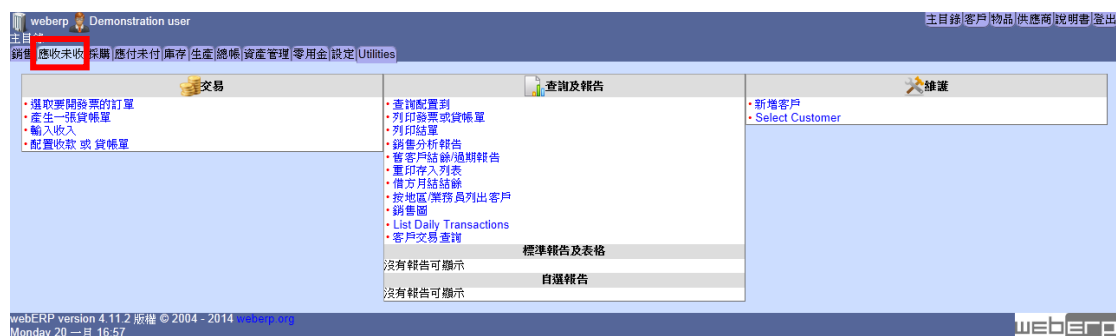 weberp Demonstration user
主目錄 客戶 物品 供應商 說明書 登出
主目錄
銷售 應收未收 採購 應付未付 庫存 生產 總帳 資產管理 零用金 設定 Utilities
交易
• 選取要開發票的訂單
• 產生一張貸帳單
• 輸入收入
• 配置收款 或 貸帳單
查詢及報告
• 查詢配置到
• 列印發票或貸帳單
• 列印結單
• 銷售分析報告
• 舊客戶結餘/過期報告
• 重印存入列表
• 借方月結結餘
• 按地區/業務員列出客戶
• 銷售圖
• List Daily Transactions
• 客戶交易查詢
標準報告及表格
沒有報告可顯示
自選報告
沒有報告可顯示
維護
• 新增客戶
• Select Customer
webERP version 4.11.2 版權 © 2004 - 2014 weberp.org
Monday 20 一月 16:57
weberp